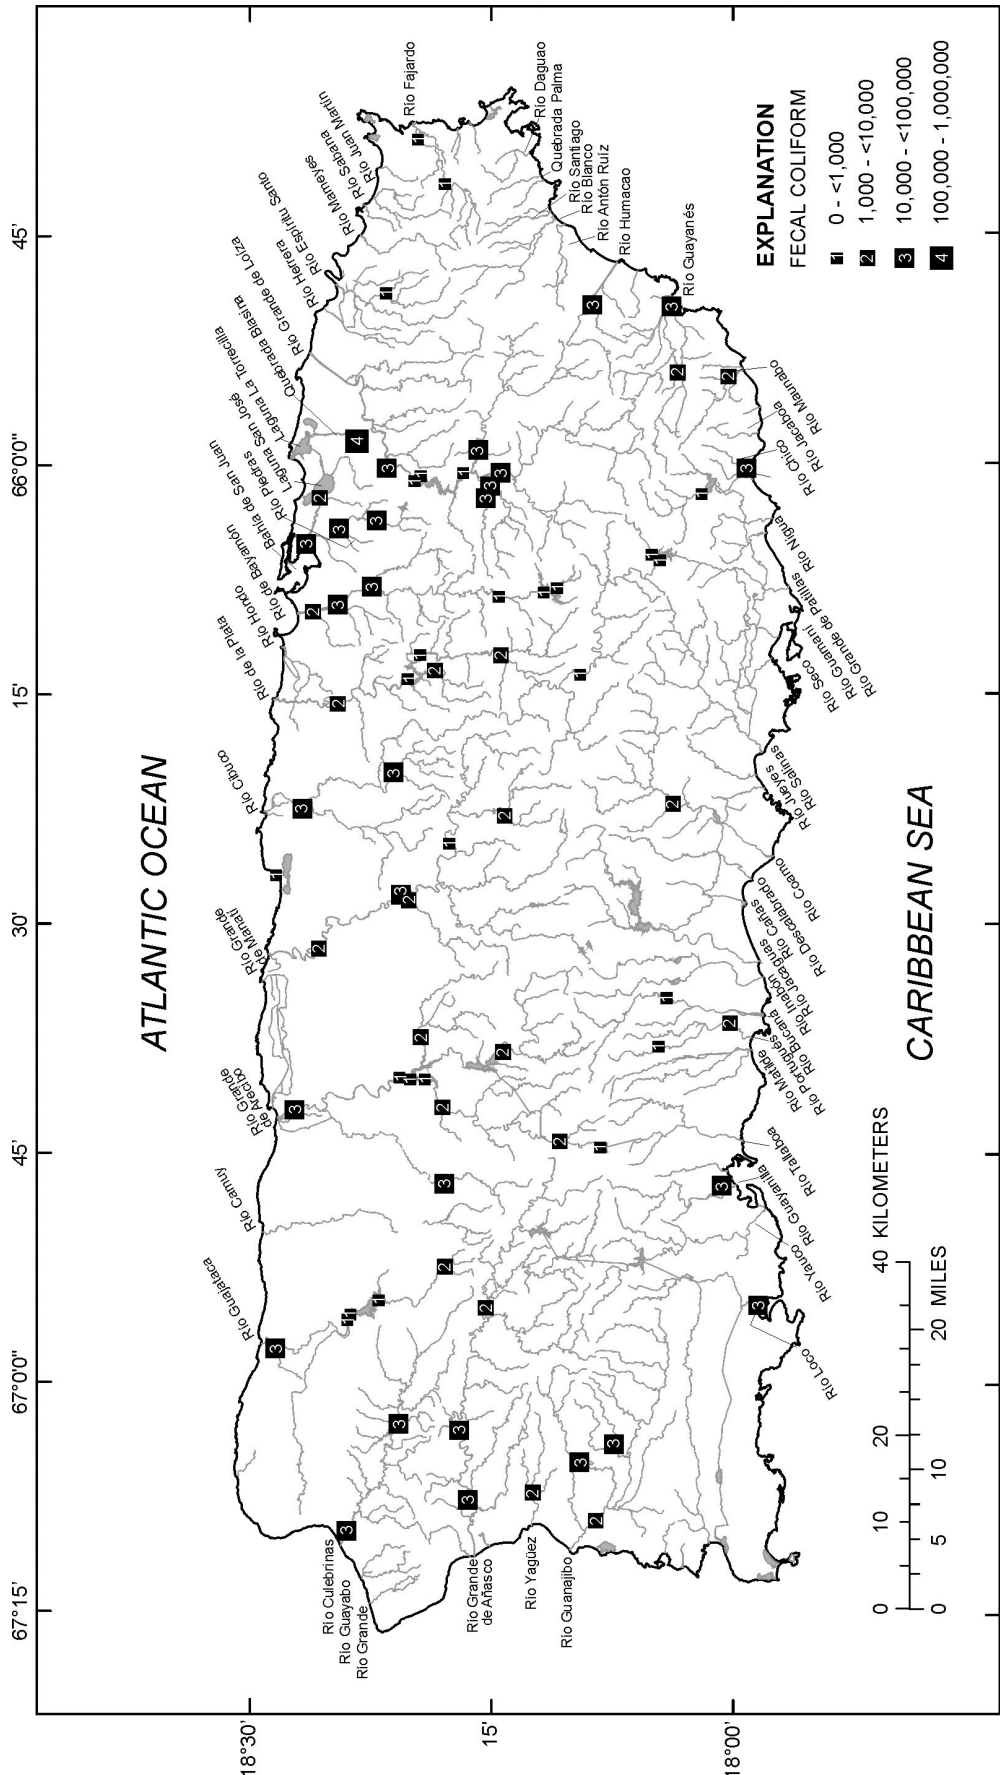 67°15'
67°0'
45'
30
15'
66°0'0"
45'
18°30'
15'
18°00'
ATLANTIC OCEAN
CARIBBEAN SEA
Río Guajataca
Río Camuy
Río Grande
de Arecibo
Río Grande
de Manatí
Río Cibuco
Río de la Plata
Río Hondo
Río de Bayamón
Bahía de San Juan
Río Piedras
Laguna San José
Laguna La Torrecilla
Quebrada Blasina
Río Grande de Loíza
Río Herrera
Río Espíritu Santo
Río Mameyes
Río Sabana
Río Juan Martín
Río Fajardo
Río Daguao
Quebrada Palma
Río Santiago
Río Blanco
Río Antón Ruíz
Río Humacao
Río Guayanés
Río Maunabo
Río Jacaboa
Río Chico
Río Nigua
Río Grande de Patillas
Río Guamaní
Río Seco
Río Salinas
Río Jueyes
Río Coamo
Río Descalabrado
Río Cañas
Río Jacaguas
Río Inabón
Río Bucana
Río Portugués
Río Matilde
Río Tallaboa
Río Guayanilla
Río Yauco
Río Loco
Río Culebrinas
Río Guayabo
Río Grande
Río Grande
de Añasco
Río Yagüez
Río Guanajibo
EXPLANATION
FECAL COLIFORM
1 0 - <1,000
2 1,000 - <10,000
3 10,000 - <100,000
4 100,000 - 1,000,000
0 10 20 40 KILOMETERS
0 5 10 20 MILES